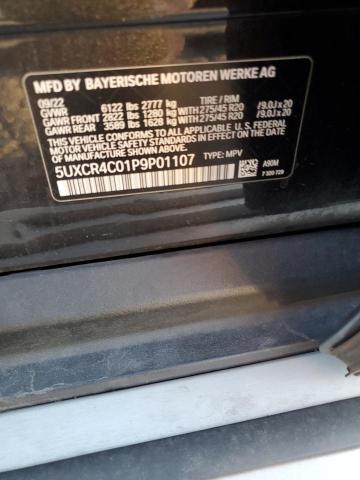 MFD BY BAYERISCHE MOTOREN WERKE AG
09/22 TIRE / RIM
GVWR 6122 lbs 2777 kg
GAWR FRONT 2822 lbs 1280 kg WITH 275/45 R20 /9.0J x 20
GAWR REAR 3589 lbs 1628 kg WITH 275/45 R20 /9.0J x 20
THIS VEHICLE CONFORMS TO ALL APPLICABLE
U.S. FEDERAL MOTOR VEHICLE SAFETY STANDARDS
IN EFFECT ON THE DATE OF MANUFACTURE SHOWN ABOVE.
5UXCR4C01P9P01107 TYPE: MPV
A90M
7 320 729